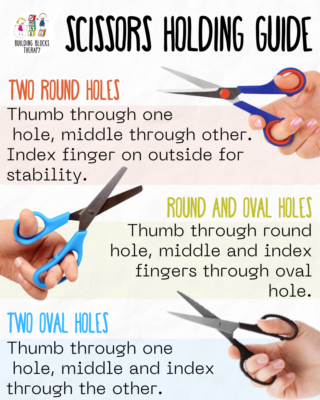 BUILDING BLOCKS
THERAPY
SCISSORS HOLDING GUIDE
TWO ROUND HOLES
Thumb through one
hole, middle through other.
Index finger on outside for
stability.
ROUND AND OVAL HOLES
Thumb through round
hole, middle and index
fingers through oval
hole.
TWO OVAL HOLES
Thumb through one
hole, middle and index
through the other.